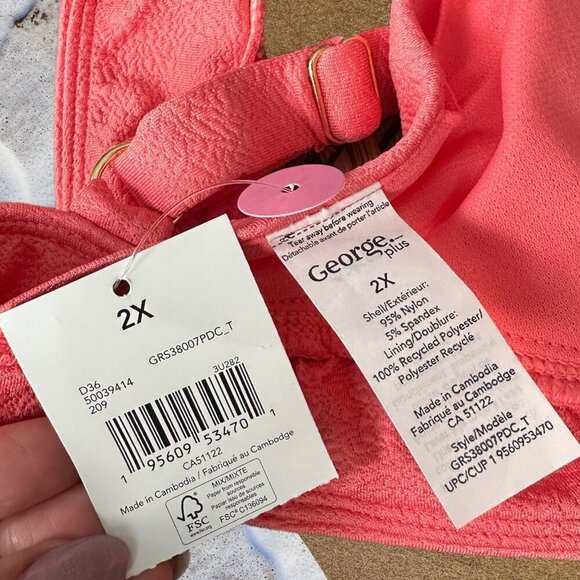 2X
GRS38007PDC_T
D36
50039414
209
3U282
1 95609 53470 1
CA51122
Made in Cambodia / Fabriqué au Cambodge
MIX/MIXTE
Paper from responsible
sources
Papier issu de sources
responsables
FSC® C136094
FSC
www.fsc.org
Tear away before wearing
Détachable avant de porter l'article
George.
plus
2X
Shell/Extérieur:
95% Nylon
5% Spandex
Lining/Doublure:
100% Recycled Polyester/
Polyester Recyclé
Made in Cambodia
Fabriqué au Cambodge
CA 51122
Style/Modèle
GRS38007PDC_T
UPC/CUP 1 9560953470